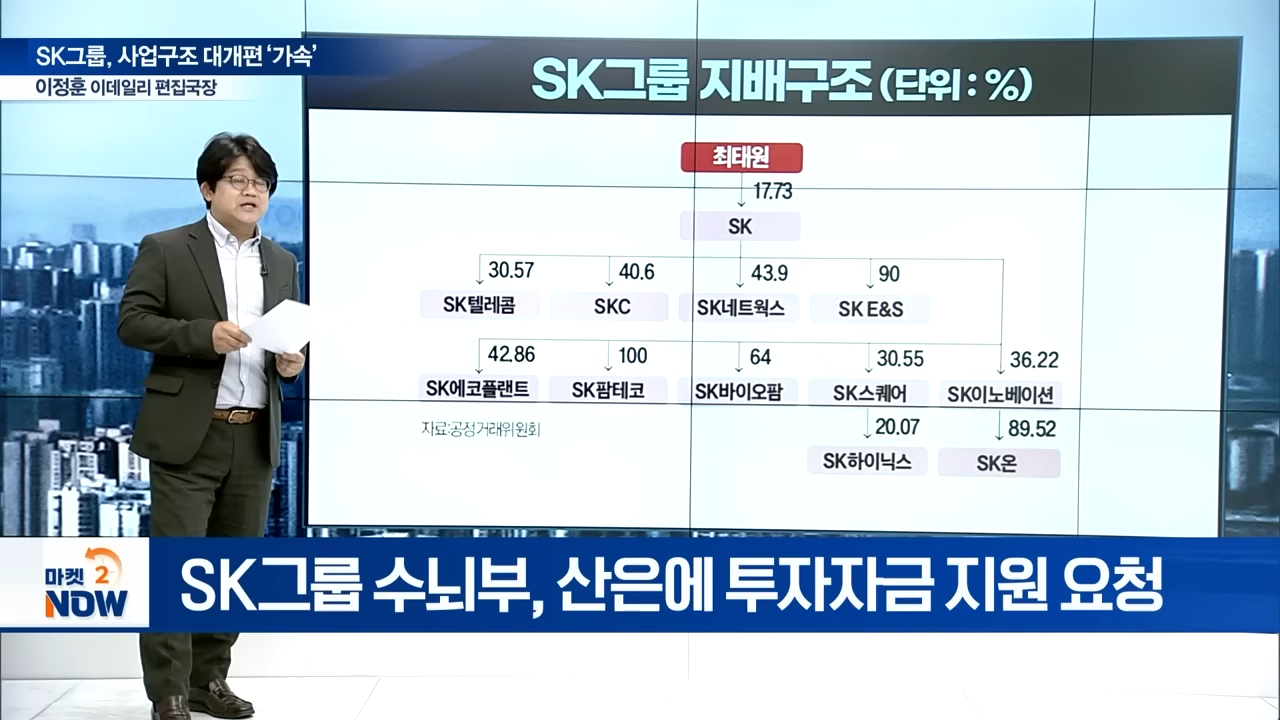 SK그룹, 사업구조 대개편 ‘가속’
이정훈 이데일리 편집국장
SK그룹 지배구조 (단위 : %)
최태원
17.73
SK
30.57
40.6
43.9
90
SK텔레콤
SKC
SK네트웍스
SK E&S
42.86
100
64
30.55
36.22
SK에코플랜트
SK팜테코
SK바이오팜
SK스퀘어
SK이노베이션
자료:공정거래위원회
20.07
89.52
SK하이닉스
SK온
마켓 2
NOW
SK그룹 수뇌부, 산은에 투자자금 지원 요청